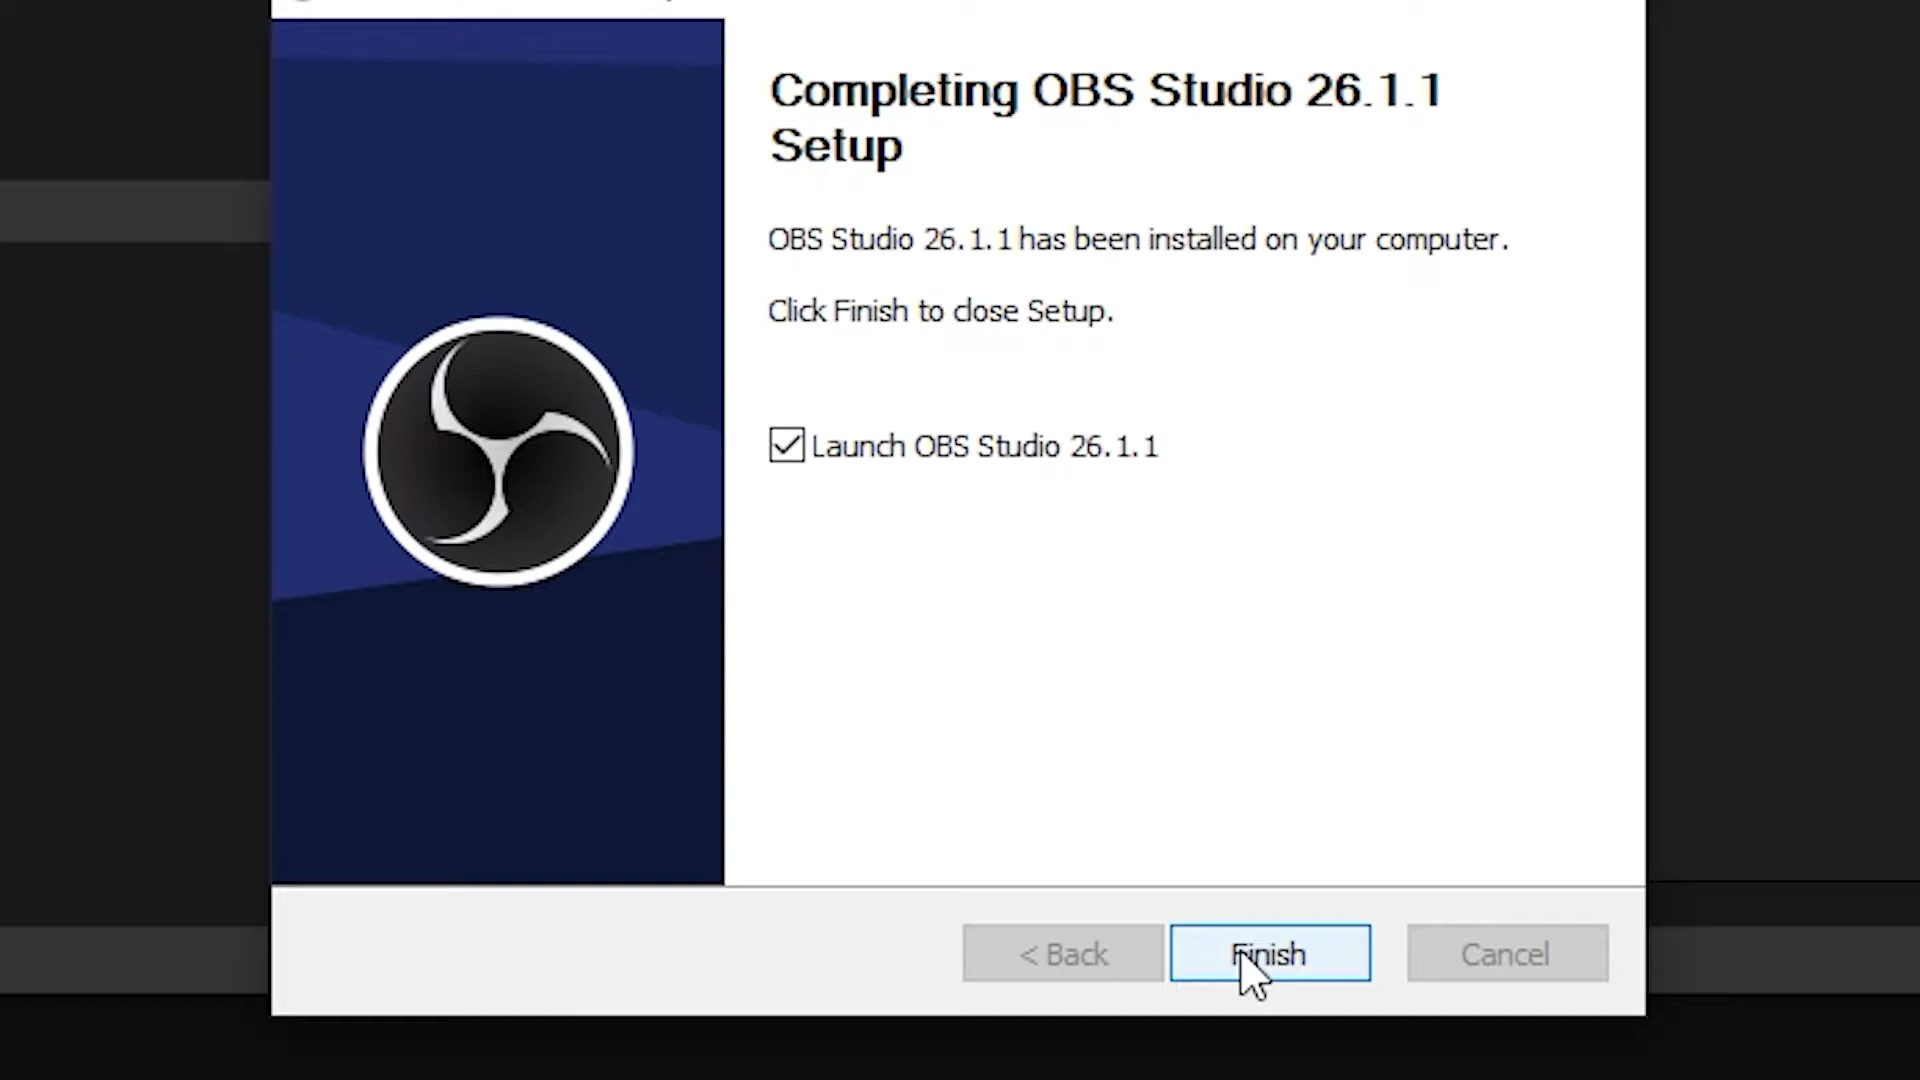 Completing OBS Studio 26.1.1
Setup
OBS Studio 26.1.1 has been installed on your computer.
Click Finish to close Setup.
Launch OBS Studio 26.1.1
< Back
Finish
Cancel